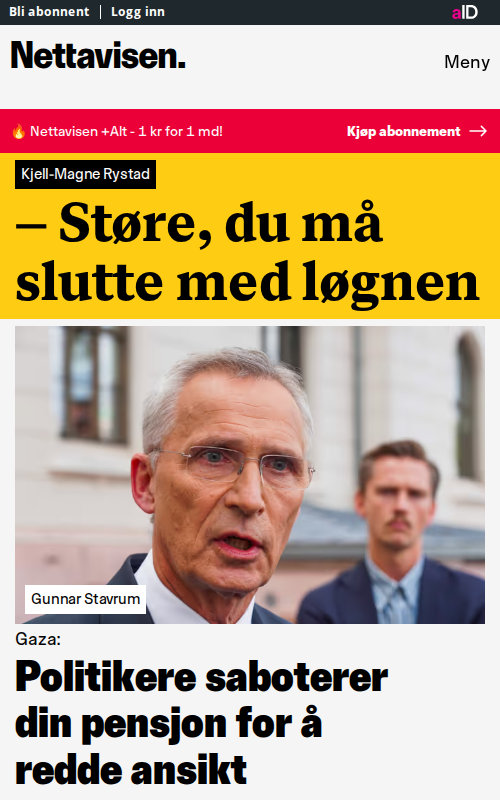 Bli abonnent | Logg inn
aID
Nettavisen.
Meny
🔥 Nettavisen +Alt - 1 kr for 1 md!
Kjøp abonnement →
Kjell-Magne Rystad
– Støre, du må
slutte med løgnen
Gunnar Stavrum
Gaza:
Politikere saboterer
din pensjon for å
redde ansikt